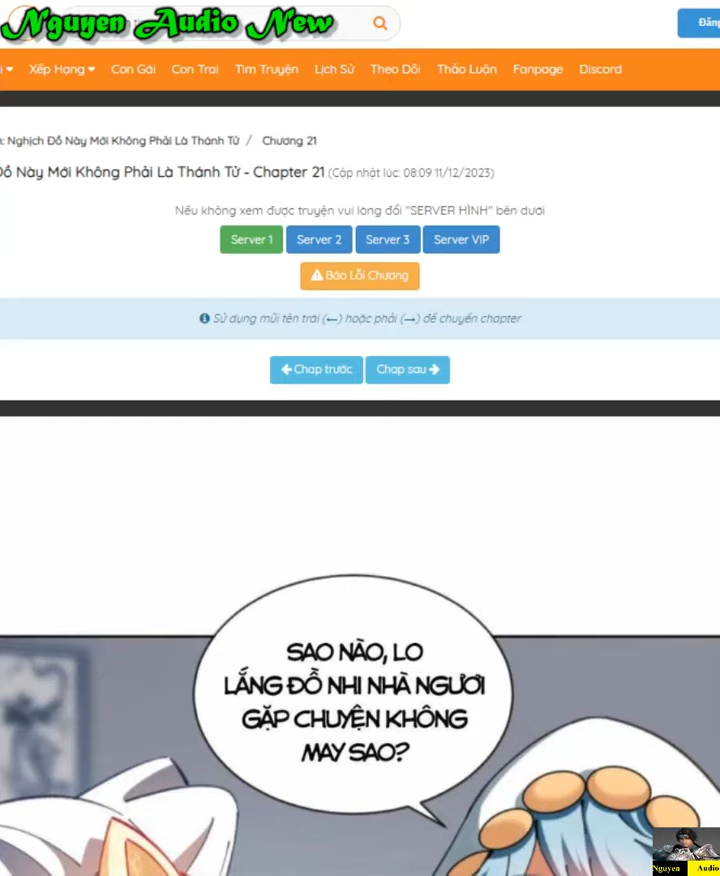 Nguyen Audio New
Đăng
i Xếp Hạng Con Gái Con Trai Tìm Truyện Lịch Sử Theo Dõi Thảo Luận Fanpage Discord
: Nghịch Đồ Này Mới Không Phải Là Thánh Tử / Chương 21
Đồ Này Mới Không Phải Là Thánh Tử - Chapter 21 (Cập nhật lúc: 08:09 11/12/2023)
Nếu không xem được truyện vui lòng đổi "SERVER HÌNH" bên dưới
Server 1 Server 2 Server 3 Server VIP
Báo Lỗi Chương
Sử dụng mũi tên trái (←) hoặc phải (→) để chuyển chapter
Chap trước Chap sau
SAO NÀO, LO
LẮNG ĐỒ NHI NHÀ NGƯƠI
GẶP CHUYỆN KHÔNG
MAY SAO?
Nguyen Audio